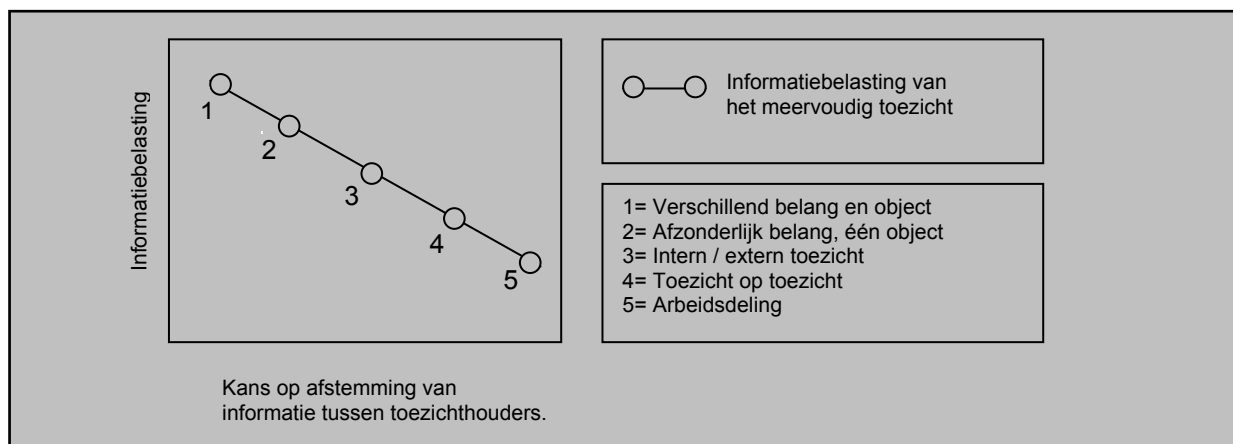 Informatiebelasting
1
2
3
4
5
Kans op afstemming van
informatie tussen toezichthouders.
Informatiebelasting van
het meervoudig toezicht
1= Verschillend belang en object
2= Afzonderlijk belang, één object
3= Intern / extern toezicht
4= Toezicht op toezicht
5= Arbeidsdeling